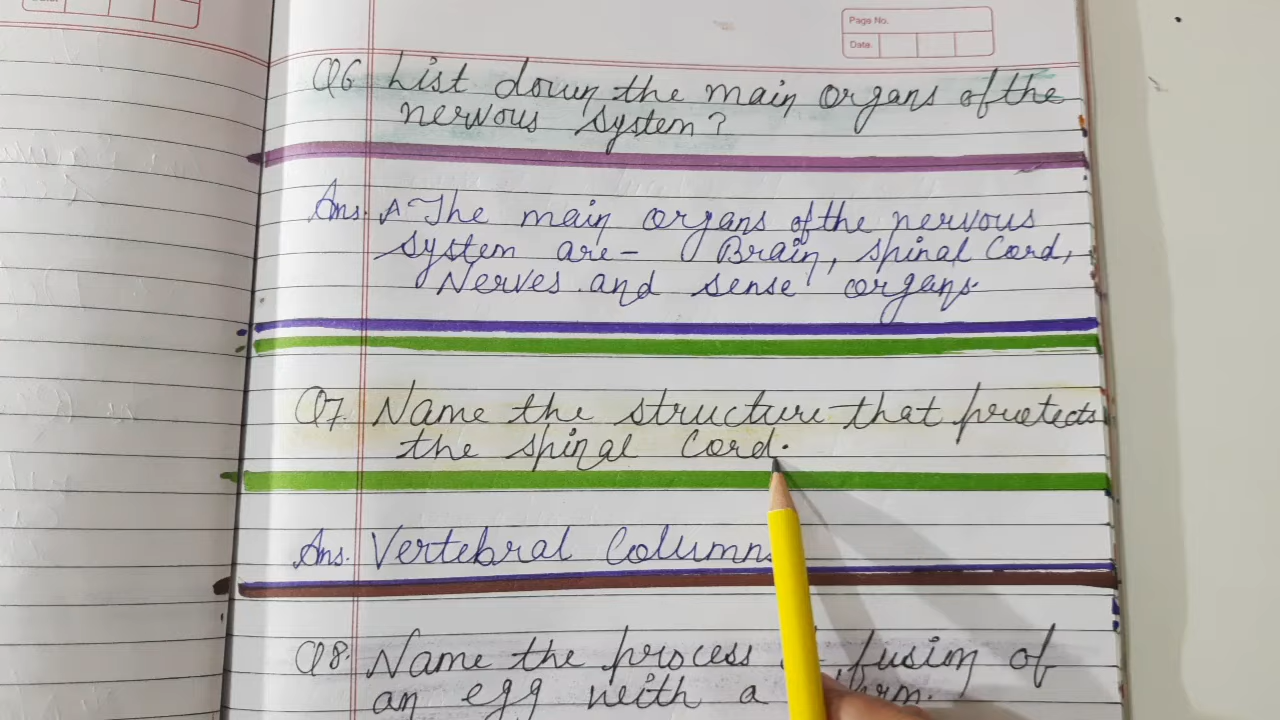 Page No.
Date
Q6 List down the main organs of the
nervous system?
Ans. A The main organs of the nervous
system are - Brain, spinal Cord,
Nerves and sense organs.
Q7. Name the structure that protects
the spinal Cord.
Ans. Vertebral Column
Q8. Name the process fusion of
an egg with a